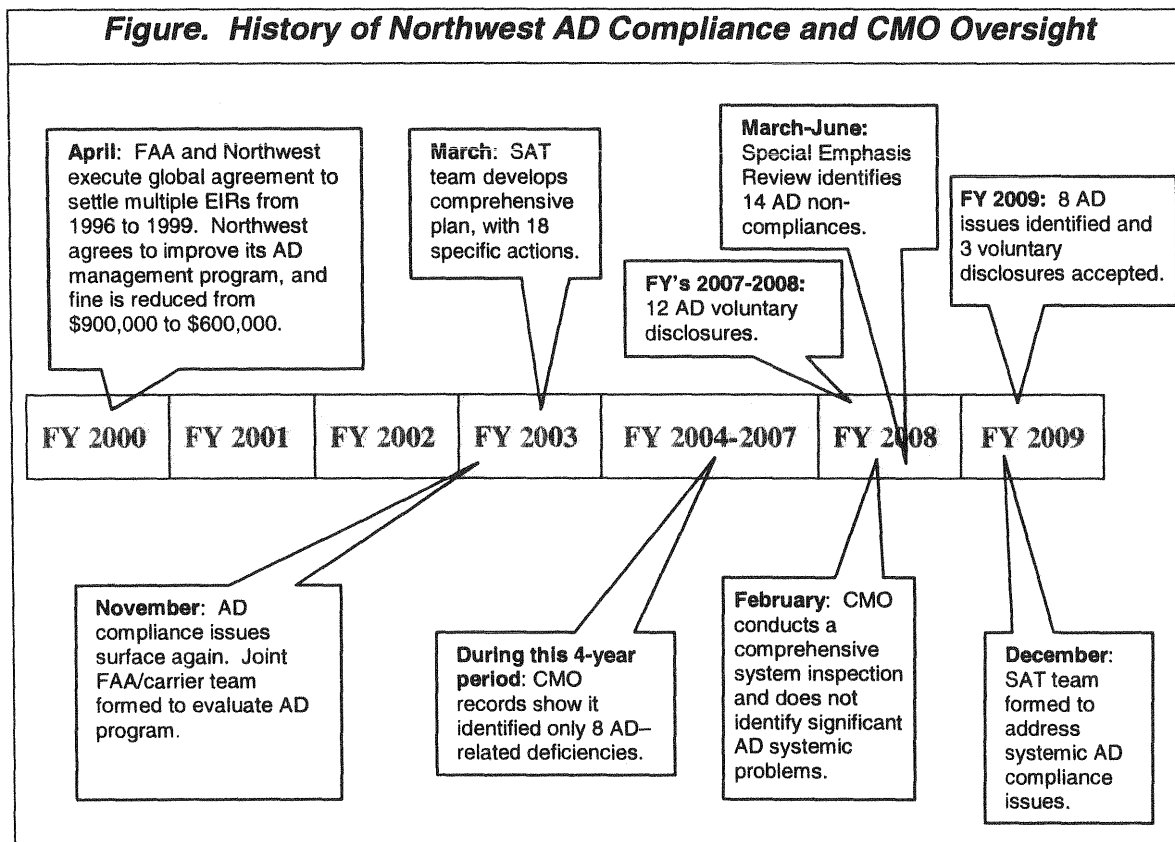 Figure. History of Northwest AD Compliance and CMO Oversight
April: FAA and Northwest
execute global agreement to
settle multiple EIRs from
1996 to 1999. Northwest
agrees to improve its AD
management program, and
fine is reduced from
$900,000 to $600,000.
March: SAT
team develops
comprehensive
plan, with 18
specific actions.
FY's 2007-2008:
12 AD voluntary
disclosures.
March-June:
Special Emphasis
Review identifies
14 AD non-
compliances.
FY 2009: 8 AD
issues identified and
3 voluntary
disclosures accepted.
FY 2000
FY 2001
FY 2002
FY 2003
FY 2004-2007
FY 2008
FY 2009
November: AD
compliance issues
surface again. Joint
FAA/carrier team
formed to evaluate AD
program.
During this 4-year
period: CMO
records show it
identified only 8 AD–
related deficiencies.
February: CMO
conducts a
comprehensive
system inspection
and does not
identify significant
AD systemic
problems.
December:
SAT team
formed to
address
systemic AD
compliance
issues.